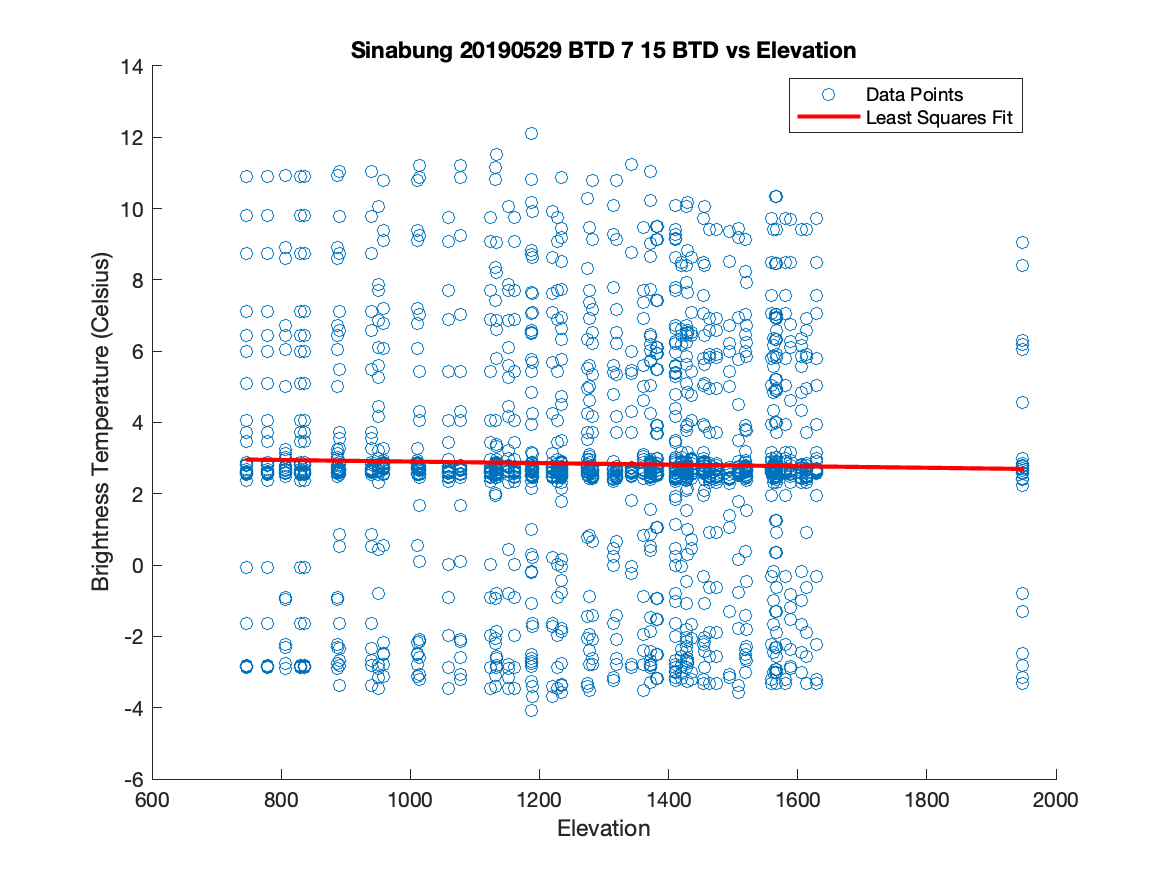 Sinabung 20190529 BTD 7 15 BTD vs Elevation
Data Points
Least Squares Fit
Brightness Temperature (Celsius)
14
12
10
8
6
4
2
0
-2
-4
-6
600 800 1000 1200 1400 1600 1800 2000
Elevation